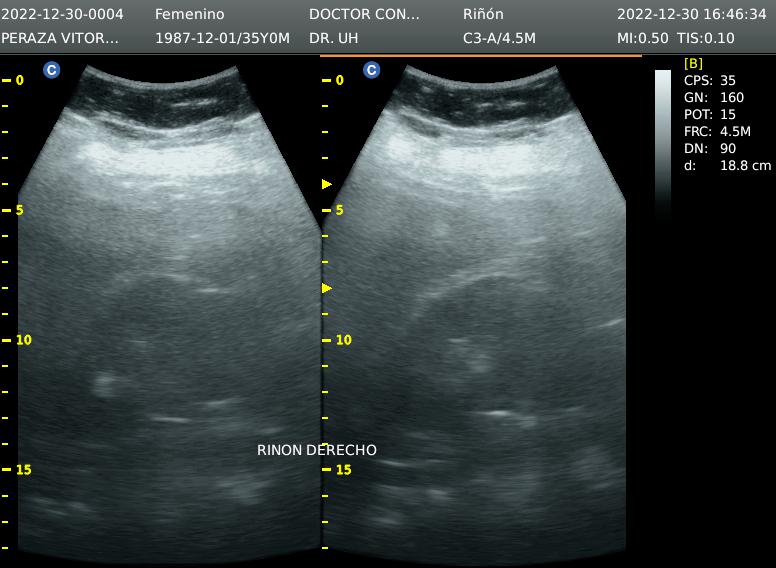 2022-12-30-0004 Femenino DOCTOR CON... Riñón 2022-12-30 16:46:34
PERAZA VITOR... 1987-12-01/35Y0M DR. UH C3-A/4.5M MI:0.50 TIS:0.10
[B]
CPS: 35
GN: 160
POT: 15
FRC: 4.5M
DN: 90
d: 18.8 cm
C C
0 0
5 5
10 10
RINON DERECHO
15 15